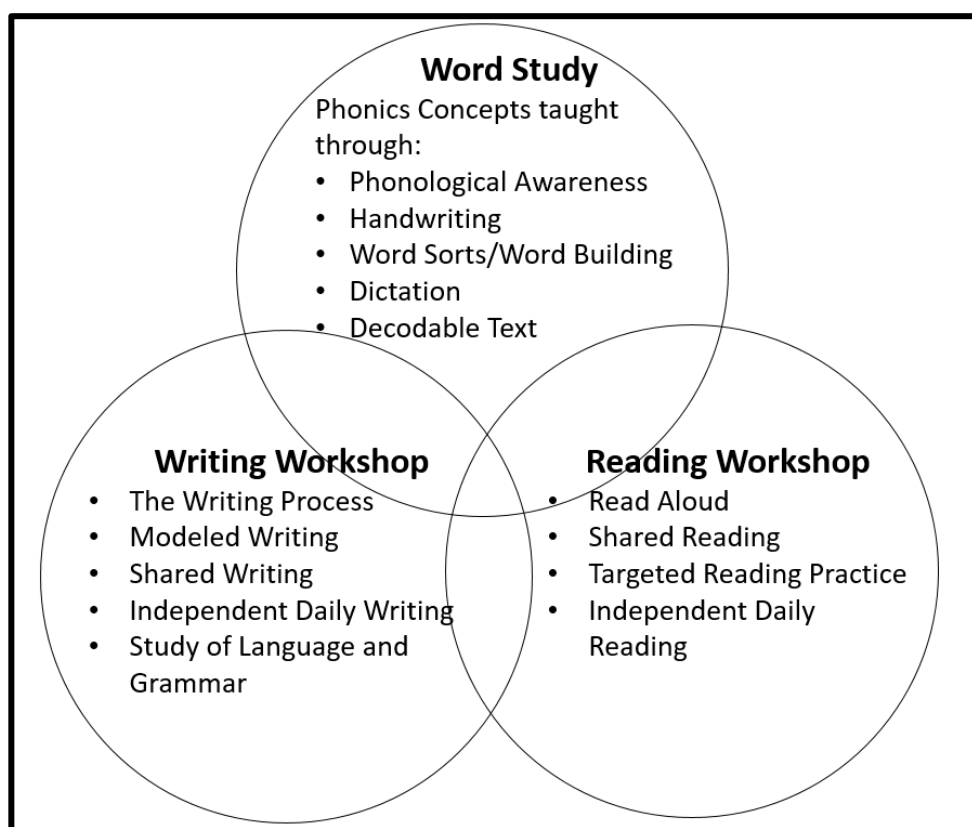 Word Study
Phonics Concepts taught
through:
• Phonological Awareness
• Handwriting
• Word Sorts/Word Building
• Dictation
• Decodable Text
Writing Workshop
• The Writing Process
• Modeled Writing
• Shared Writing
• Independent Daily Writing
• Study of Language and
Grammar
Reading Workshop
• Read Aloud
• Shared Reading
• Targeted Reading Practice
• Independent Daily
Reading